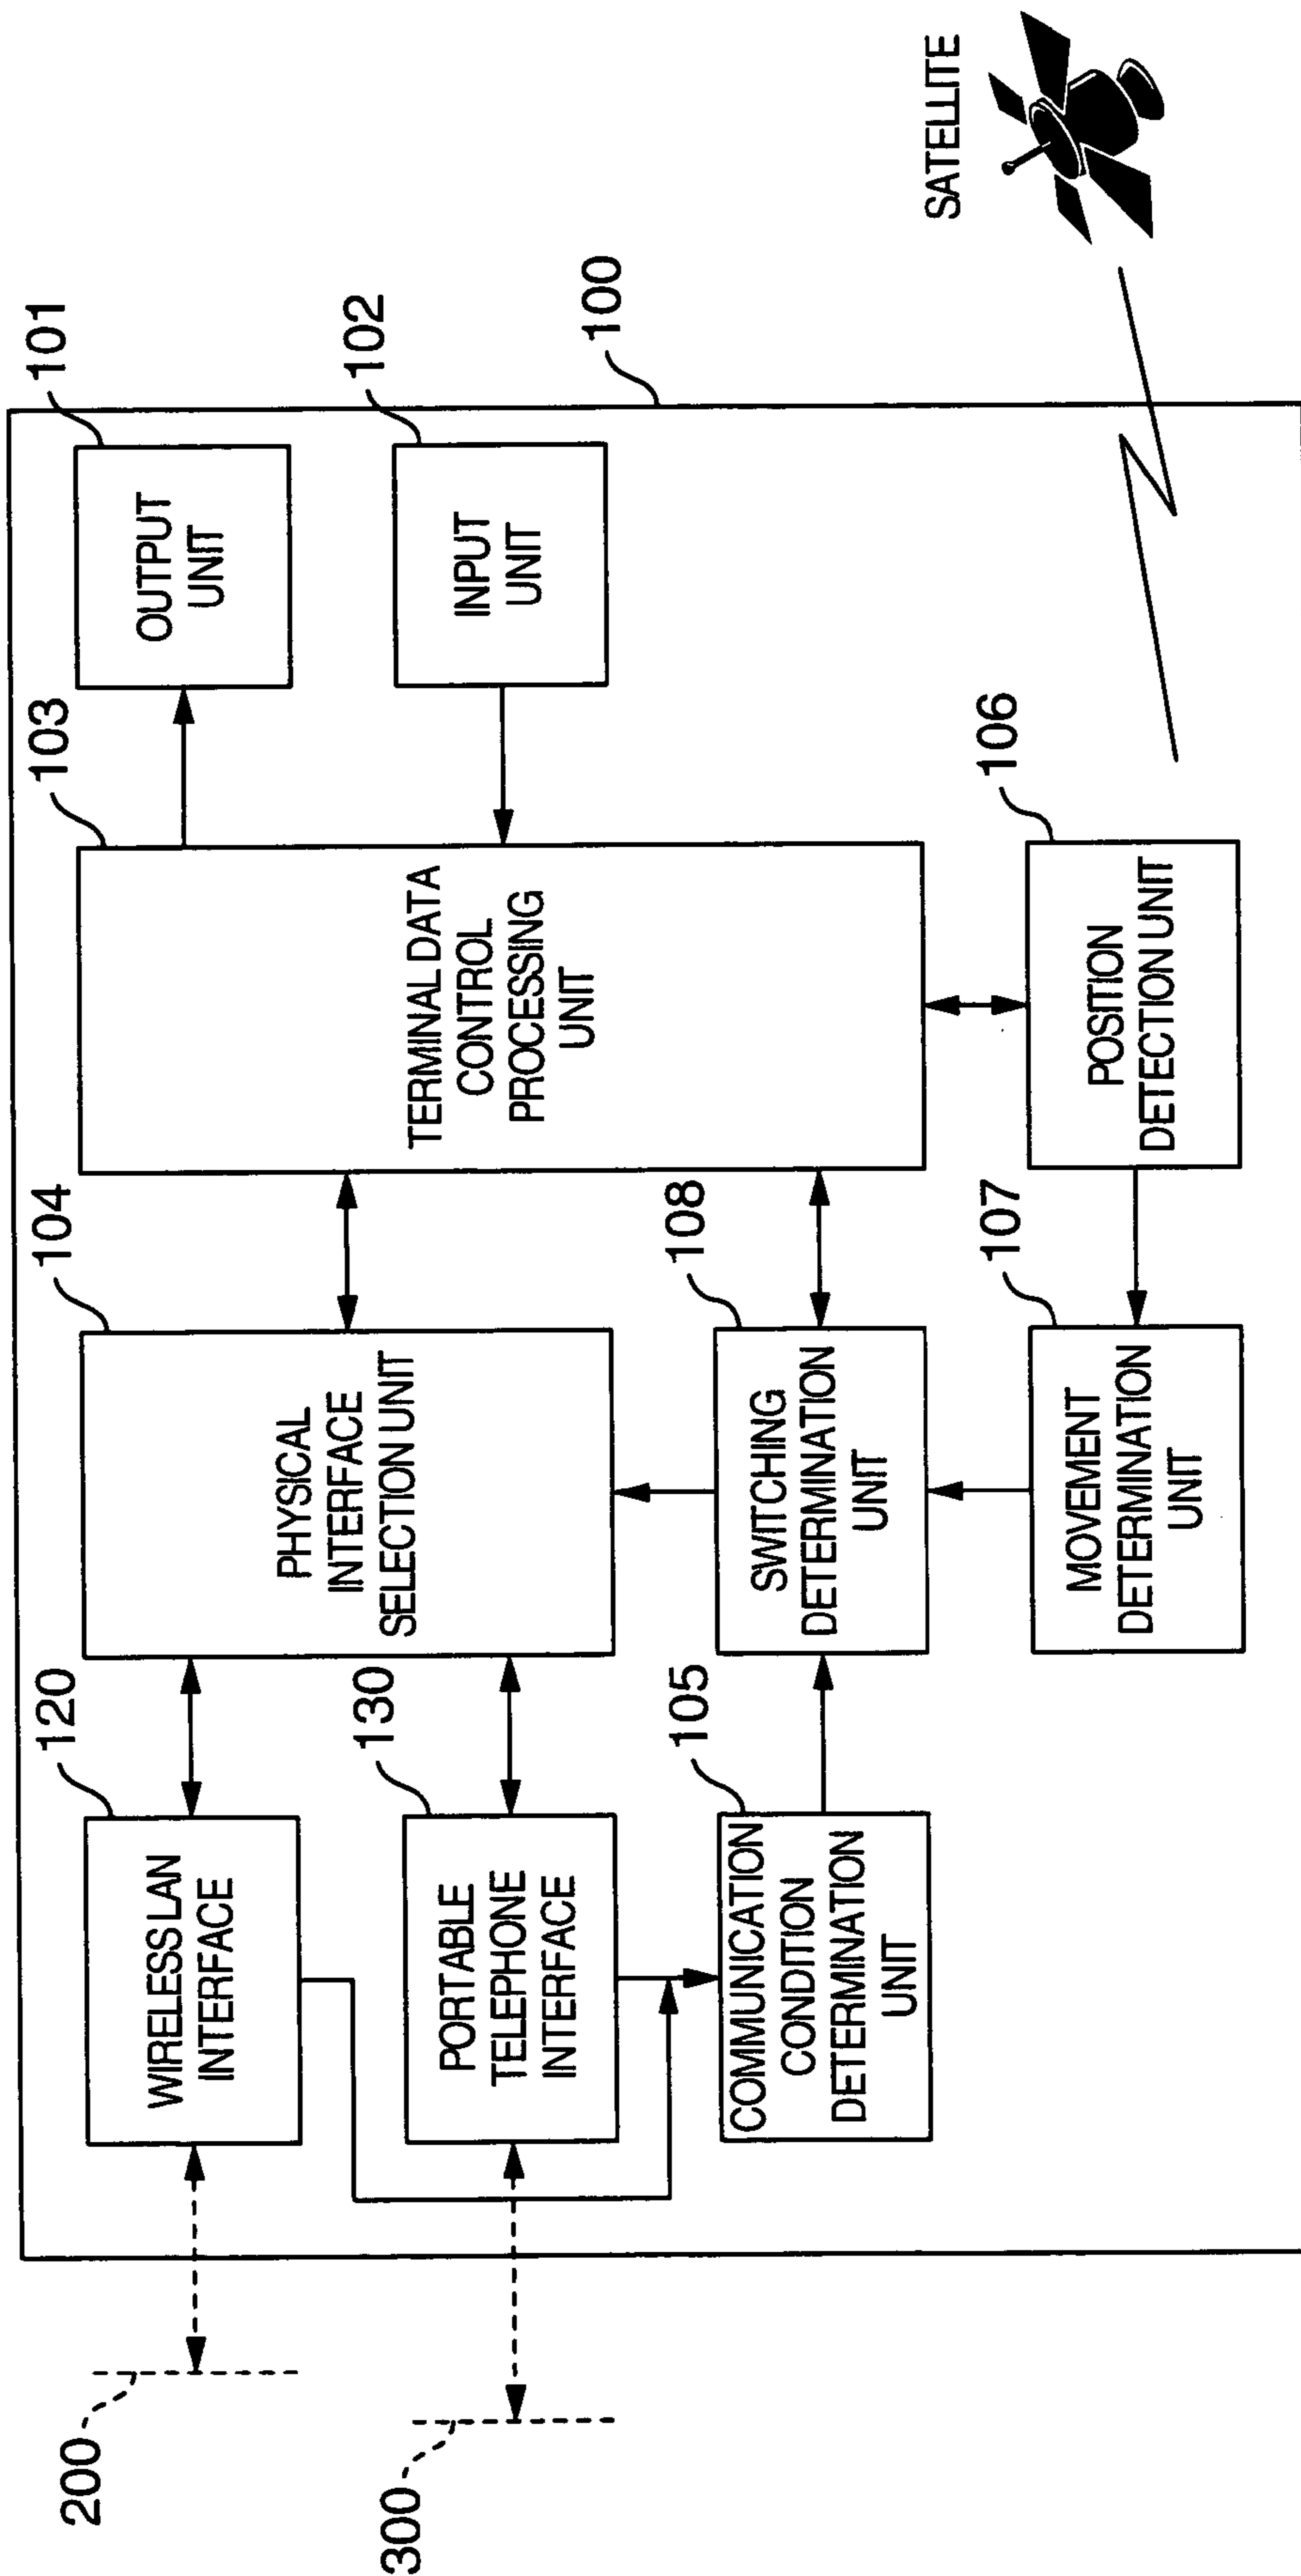 200
300
120
WIRELESS LAN
INTERFACE
130
PORTABLE
TELEPHONE
INTERFACE
105
COMMUNICATION
CONDITION
DETERMINATION
UNIT
104
PHYSICAL
INTERFACE
SELECTION UNIT
108
SWITCHING
DETERMINATION
UNIT
107
MOVEMENT
DETERMINATION
UNIT
103
TERMINAL DATA
CONTROL
PROCESSING
UNIT
106
POSITION
DETECTION UNIT
101
OUTPUT
UNIT
102
INPUT
UNIT
100
SATELLITE